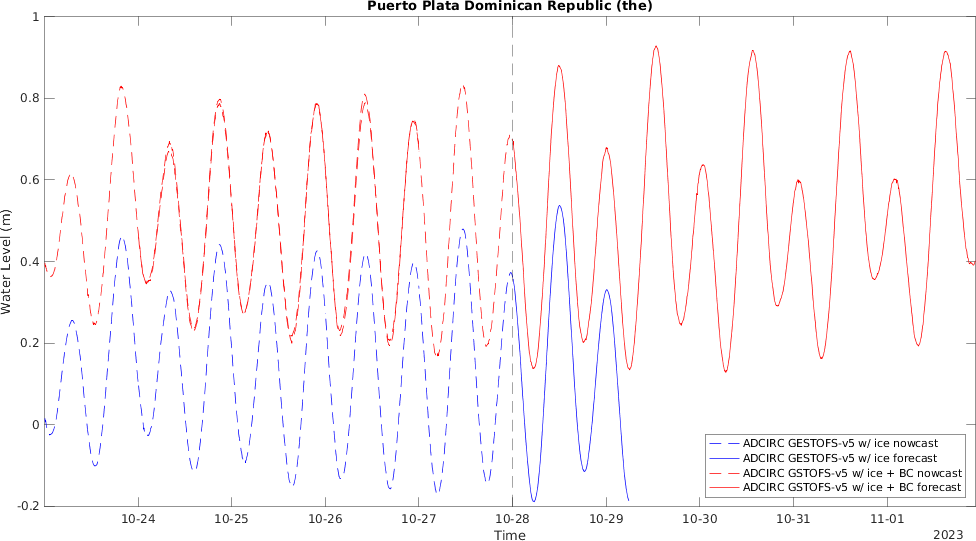 Puerto Plata Dominican Republic (the)
1
0.8
0.6
0.4
0.2
0
-0.2
Water Level (m)
10-24 10-25 10-26 10-27 10-28 10-29 10-30 10-31 11-01
Time
2023
ADCIRC GESTOFS-v5 w/ ice nowcast
ADCIRC GESTOFS-v5 w/ ice forecast
ADCIRC GSTOFS-v5 w/ ice + BC nowcast
ADCIRC GSTOFS-v5 w/ ice + BC forecast